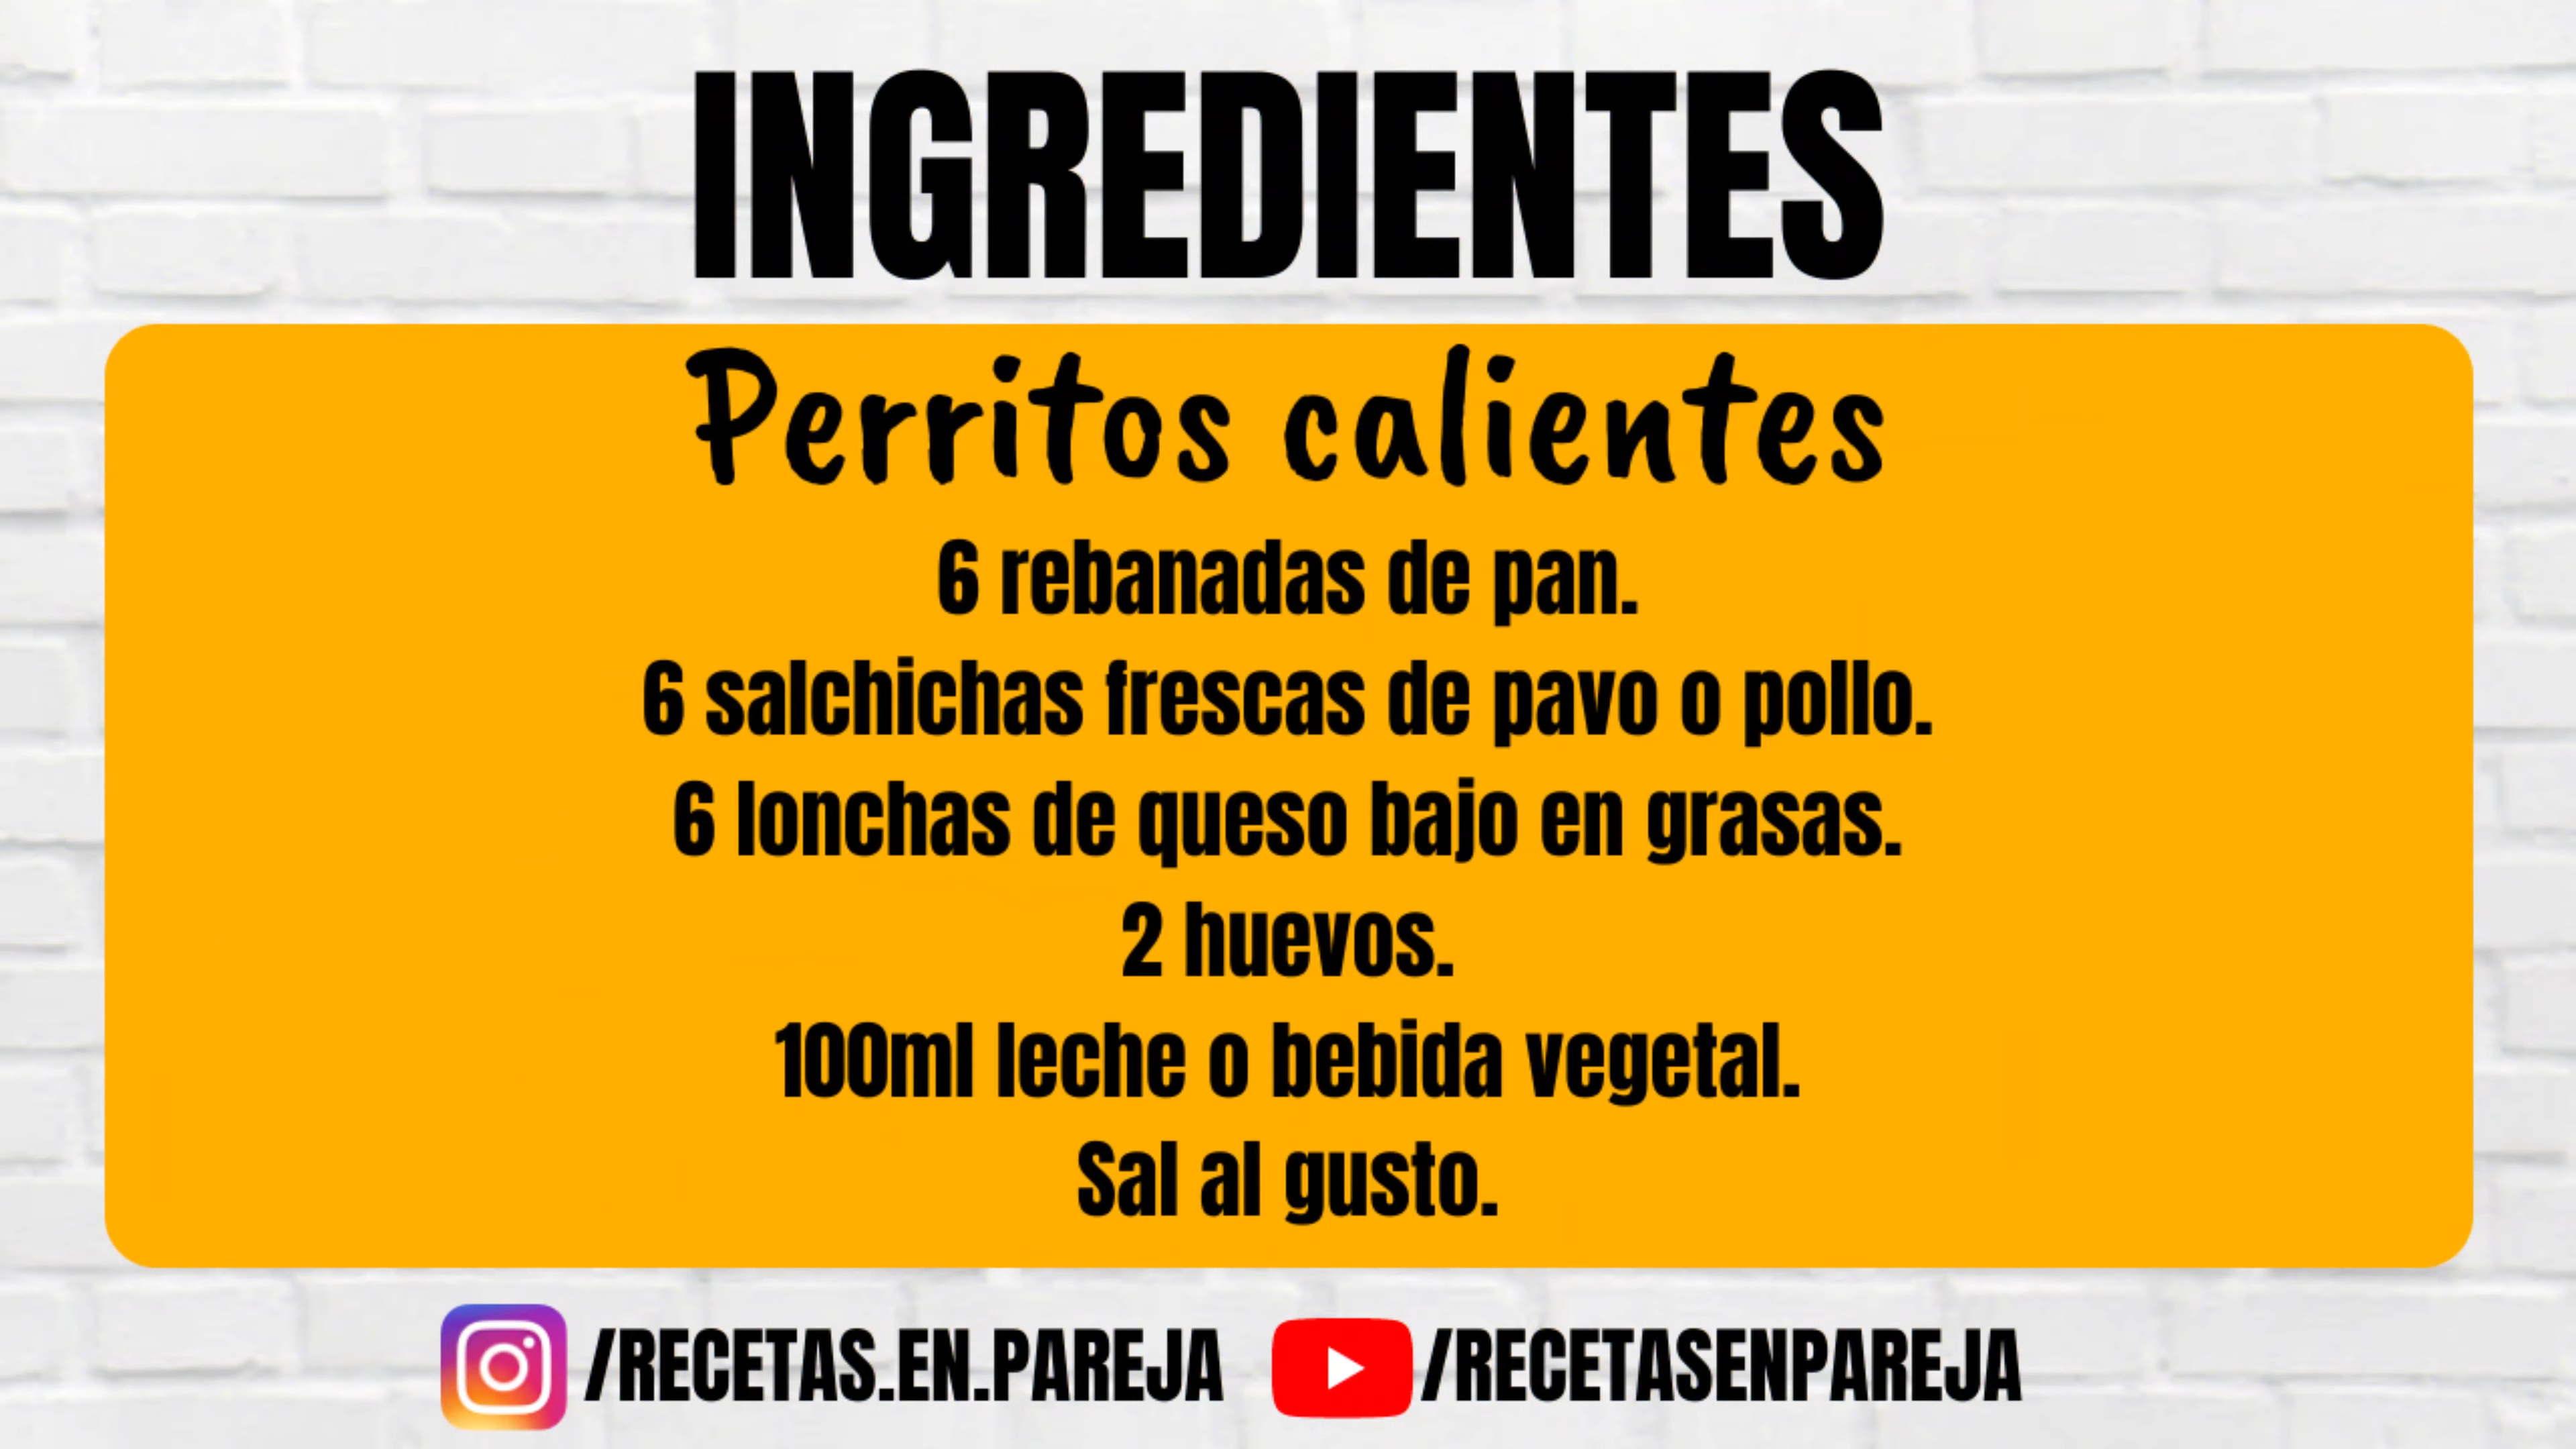 INGREDIENTES
Perritos calientes
6 rebanadas de pan.
6 salchichas frescas de pavo o pollo.
6 lonchas de queso bajo en grasas.
2 huevos.
100ml leche o bebida vegetal.
Sal al gusto.
/RECETAS.EN.PAREJA /RECETASENPAREJA